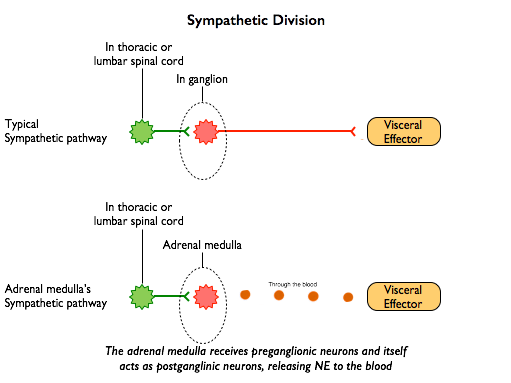 Sympathetic Division
In thoracic or
lumbar spinal cord
In ganglion
Typical
Sympathetic pathway
Visceral
Effector
In thoracic or
lumbar spinal cord
Adrenal medulla
Through the blood
Adrenal medulla's
Sympathetic pathway
Visceral
Effector
The adrenal medulla receives preganglionic neurons and itself
acts as postganglinic neurons, releasing NE to the blood